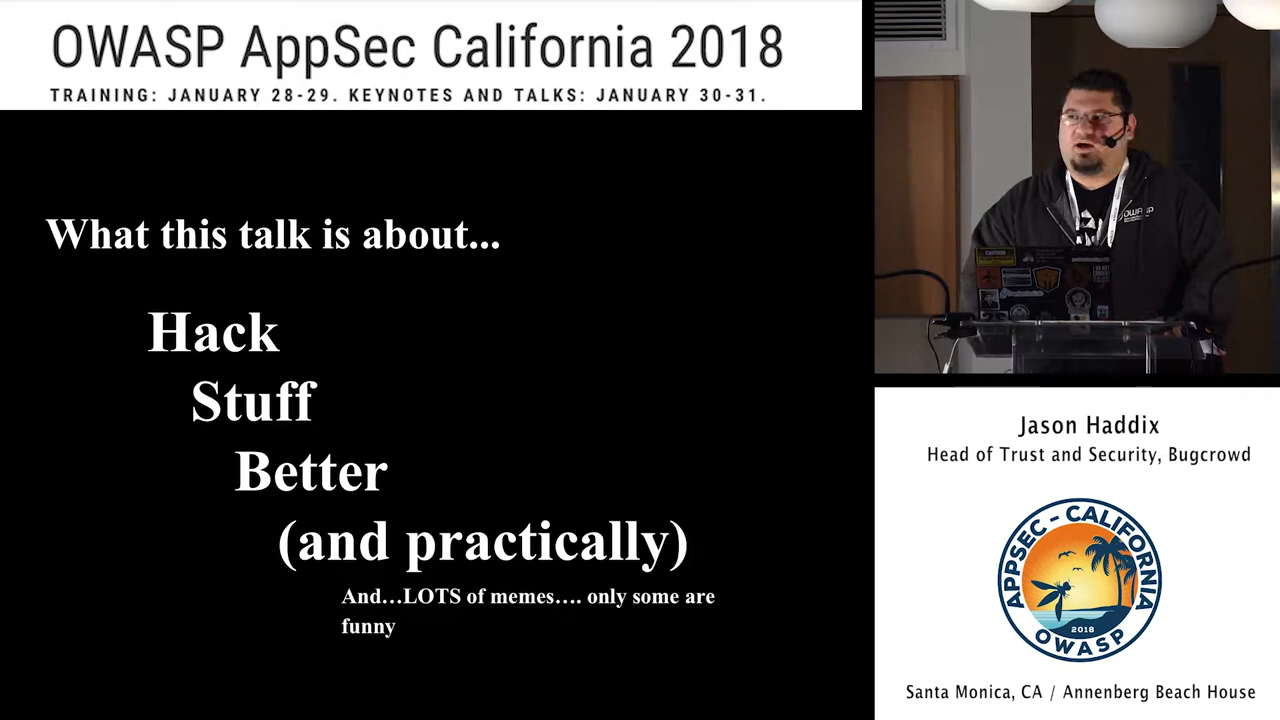 OWASP AppSec California 2018
TRAINING: JANUARY 28-29. KEYNOTES AND TALKS: JANUARY 30-31.
What this talk is about...
Hack
Stuff
Better
(and practically)
And…LOTS of memes…. only some are
funny
OWASP
Jason Haddix
Head of Trust and Security, Bugcrowd
APPSEC - CALIFORNIA
2018
OWASP
Santa Monica, CA / Annenberg Beach House